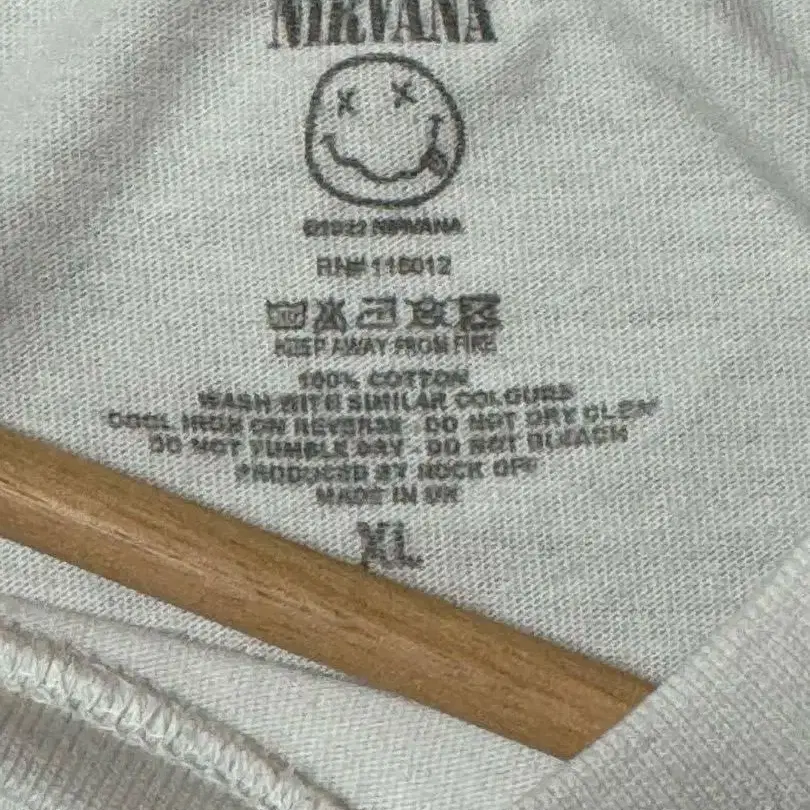 NIRVANA
©2022 NIRVANA
RN# 116012
KEEP AWAY FROM FIRE
100% COTTON
WASH WITH SIMILAR COLOURS
COOL IRON ON REVERSE - DO NOT DRY CLEAN
DO NOT TUMBLE DRY - DO NOT BLEACH
PRODUCED BY ROCK OFF
MADE IN UK
XL